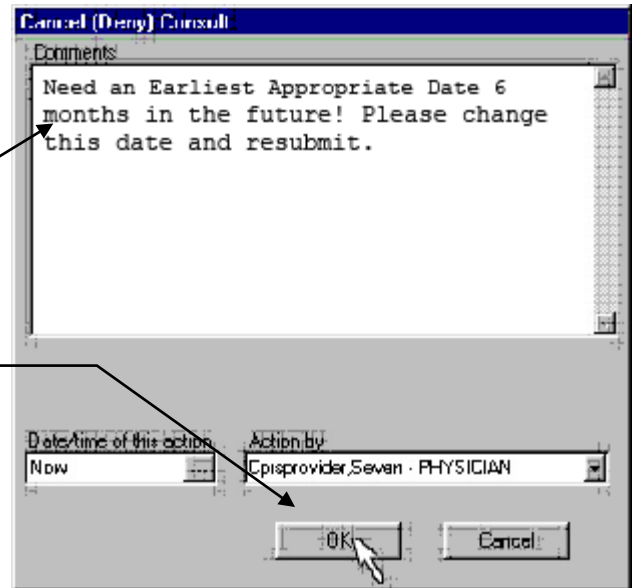 Cancel (Deny) Consult
Comments
Need an Earliest Appropriate Date 6
months in the future! Please change
this date and resubmit.
Date/time of this action
Action by
Now
...
Cprsprovider,Seven - PHYSICIAN
OK
Cancel